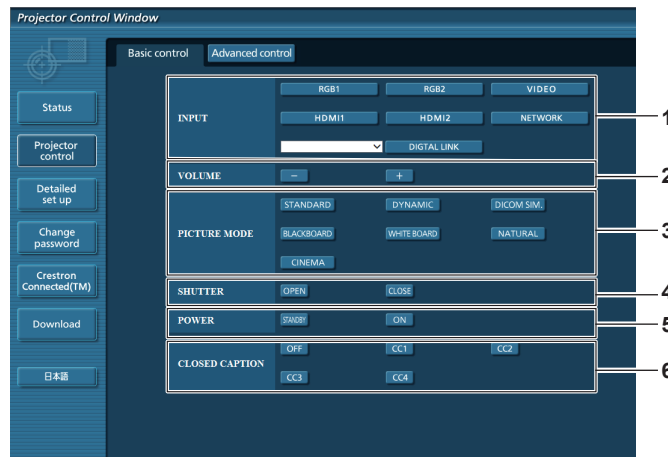 Projector Control Window
Basic control Advanced control
Status
Projector
control
Detailed
set up
Change
password
Crestron
Connected(TM)
Download
日本語
INPUT
RGB1 RGB2 VIDEO
HDMI1 HDMI2 NETWORK
DIGTAL LINK
1
VOLUME
- +
2
PICTURE MODE
STANDARD DYNAMIC DICOM SIM.
BLACKBOARD WHITE BOARD NATURAL
CINEMA
3
SHUTTER
OPEN CLOSE
4
POWER
STANDBY ON
5
CLOSED CAPTION
OFF CC1 CC2
CC3 CC4
6